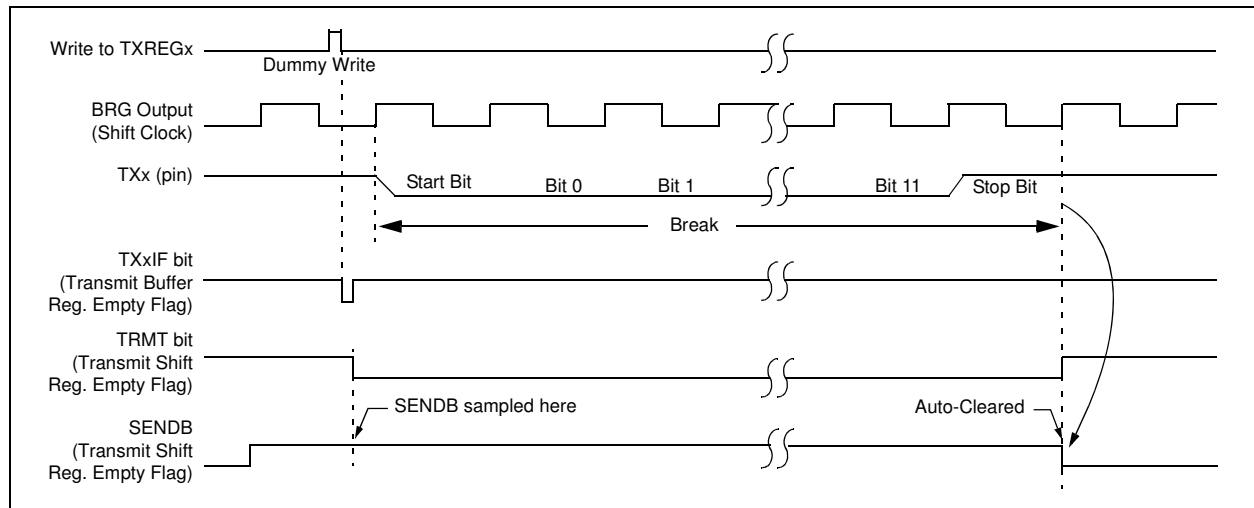 Write to TXREGx
Dummy Write
BRG Output
(Shift Clock)
TXx (pin)
Start Bit
Bit 0
Bit 1
Bit 11
Stop Bit
Break
TXxIF bit
(Transmit Buffer
Reg. Empty Flag)
TRMT bit
(Transmit Shift
Reg. Empty Flag)
SENDB sampled here
Auto-Cleared
SENDB
(Transmit Shift
Reg. Empty Flag)